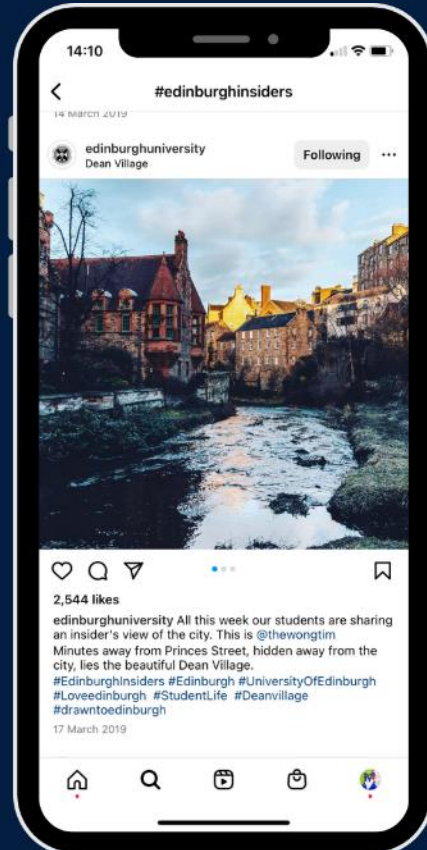 14:10
#edinburghinsiders
14 March 2019
edinburghuniversity
Dean Village
Following
2,544 likes
edinburghuniversity All this week our students are sharing
an insider's view of the city. This is @thewongtim
Minutes away from Princes Street, hidden away from the
city, lies the beautiful Dean Village.
#EdinburghInsiders #Edinburgh #UniversityOfEdinburgh
#Loveedinburgh #StudentLife #Deanvillage
#drawntoedinburgh
17 March 2019